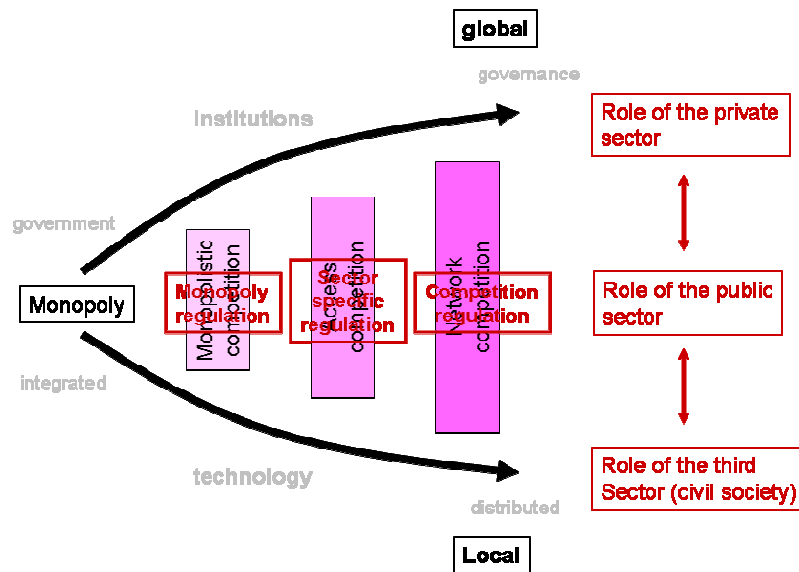 global
governance
institutions
Role of the private
sector
government
Monopolistic
competition
Access
competition
Network
competition
Monopoly
Monopoly
regulation
Sector
specific
regulation
Competition
regulation
Role of the public
sector
integrated
technology
distributed
Role of the third
Sector (civil society)
Local